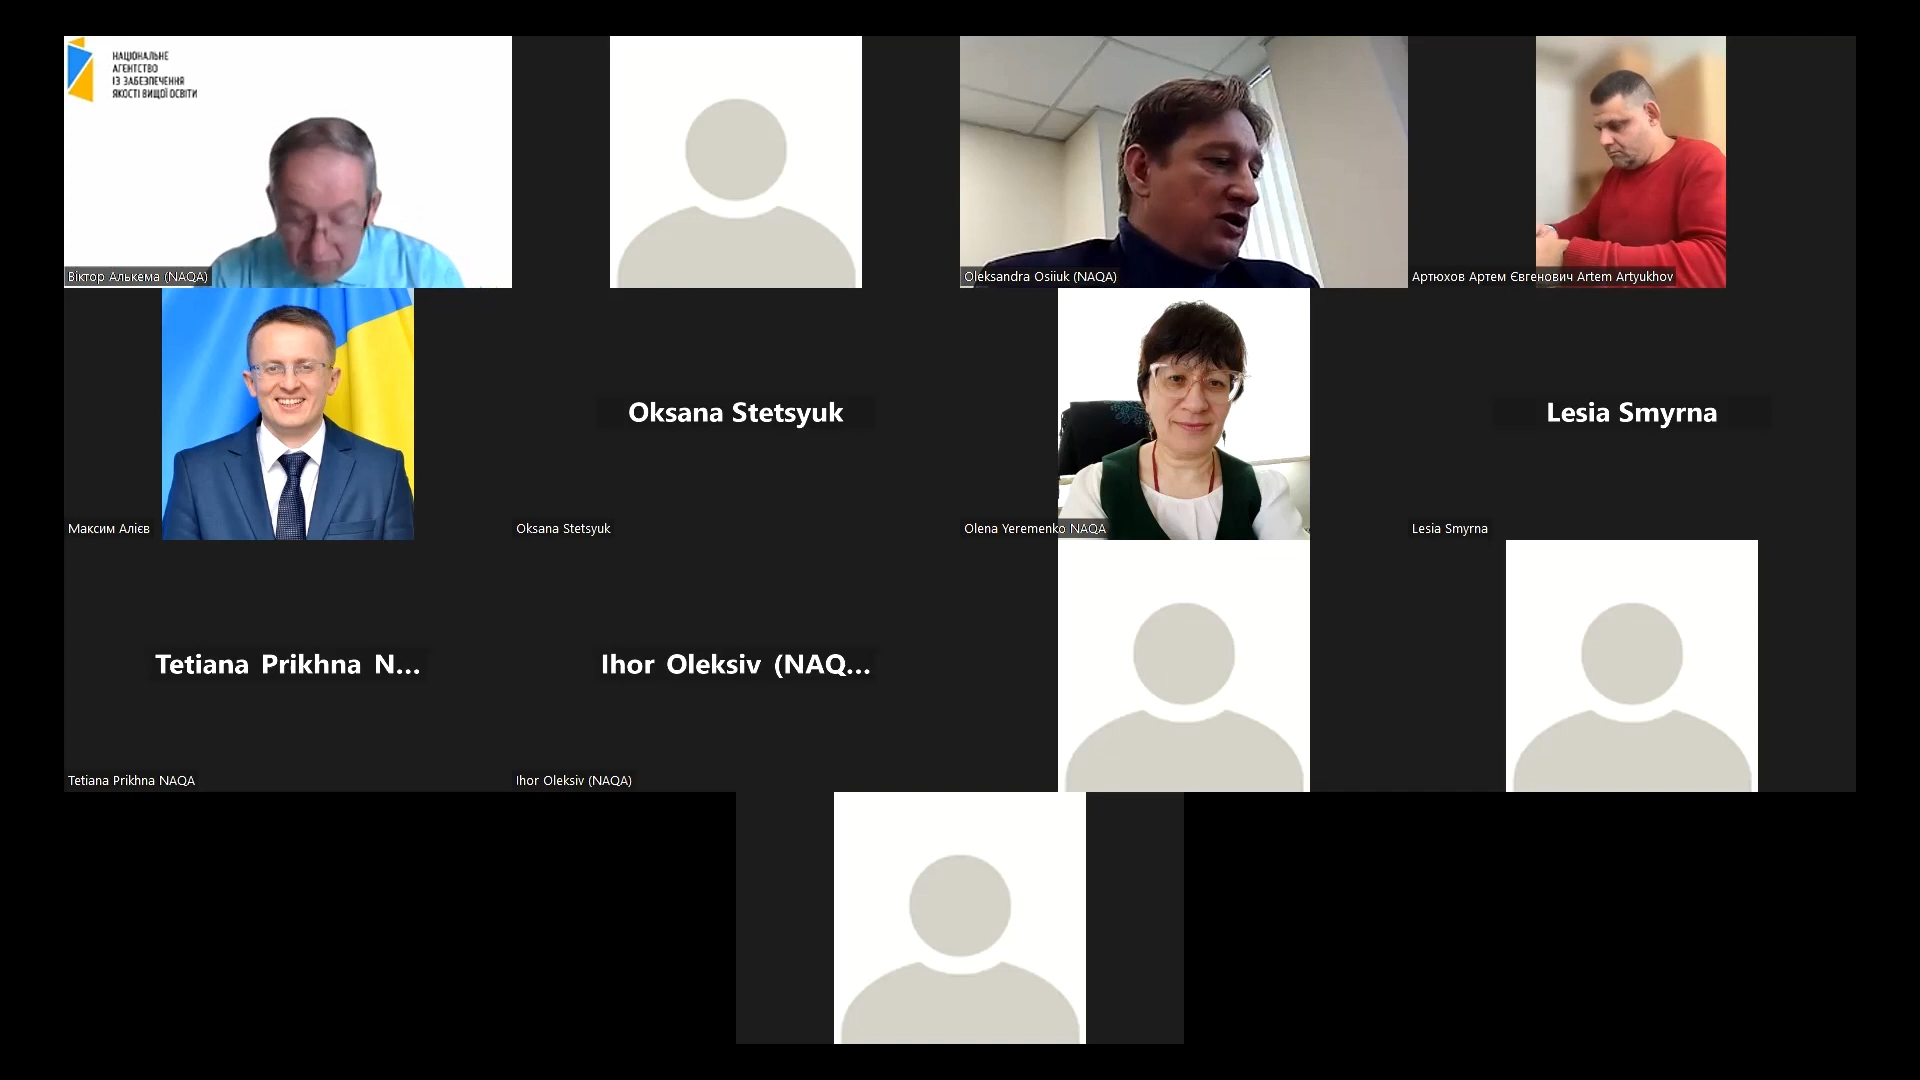 НАЦІОНАЛЬНЕ
АГЕНТСТВО
ІЗ ЗАБЕЗПЕЧЕННЯ
ЯКОСТІ ВИЩОЇ ОСВІТИ
Віктор Алькема (NAQA)
Oleksandra Osiiuk (NAQA)
Артюхов Артем Євгенович Artem Artyukhov
Oksana Stetsyuk
Lesia Smyrna
Максим Алієв
Oksana Stetsyuk
Olena Yeremenko NAQA
Lesia Smyrna
Tetiana Prikhna N...
Ihor Oleksiv (NAQ...
Tetiana Prikhna NAQA
Ihor Oleksiv (NAQA)